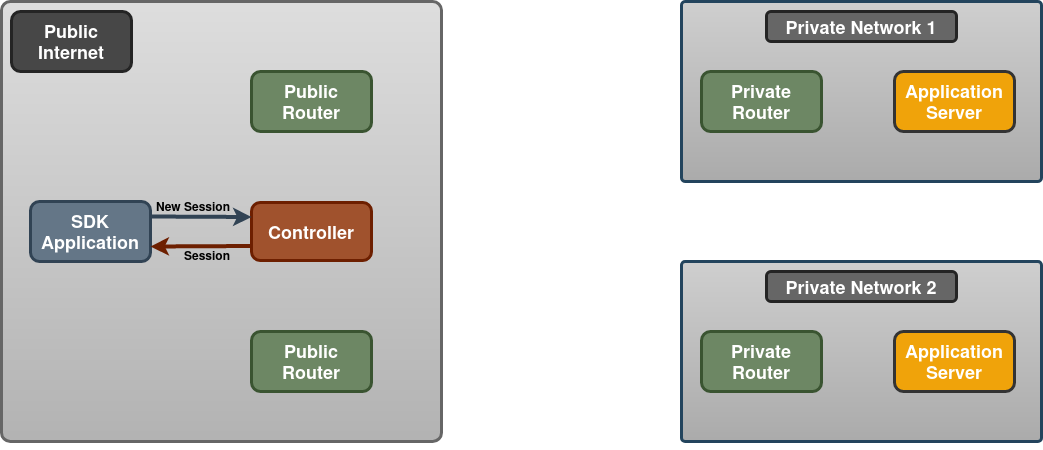 Public
Internet
Public
Router
New Session
SDK
Application
Controller
Session
Public
Router
Private Network 1
Private
Router
Application
Server
Private Network 2
Private
Router
Application
Server